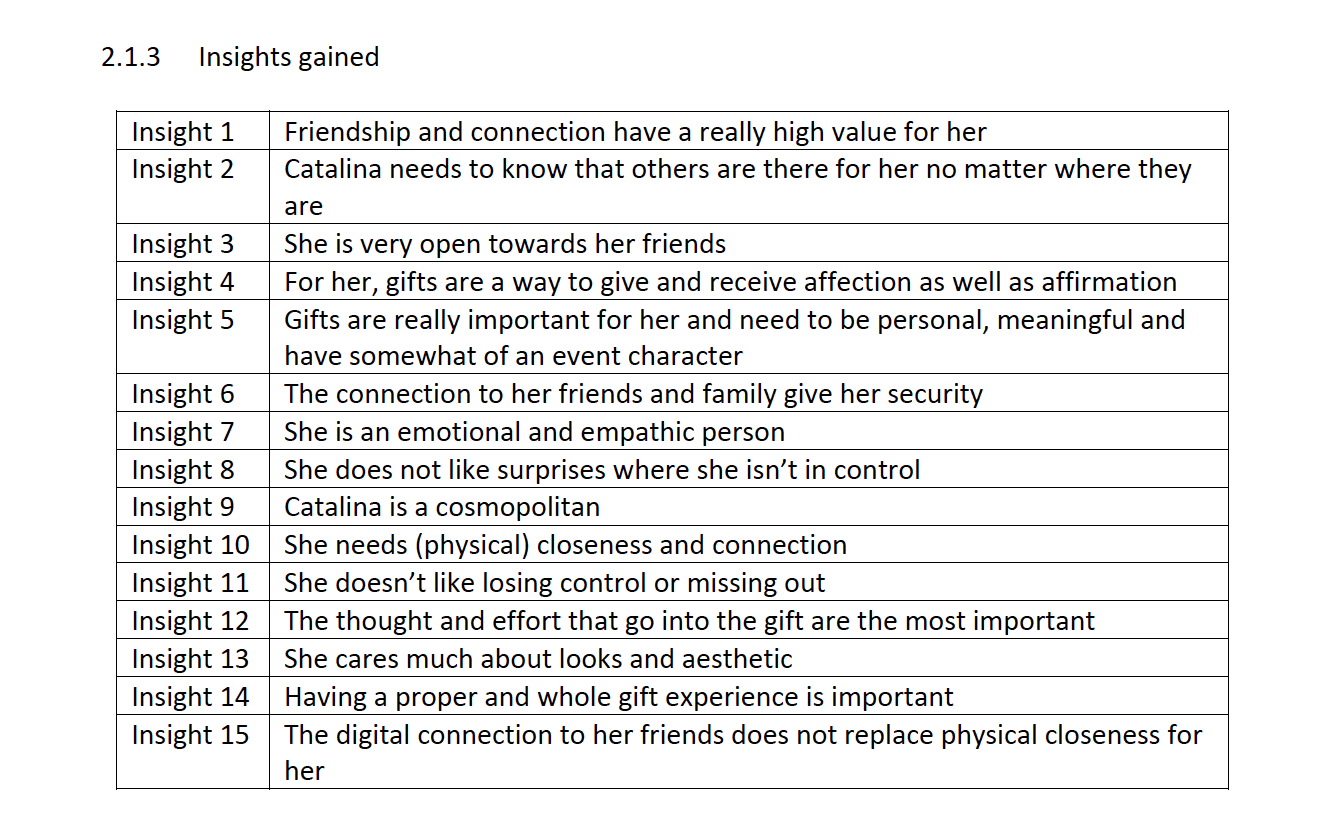 2.1.3 Insights gained
Insight 1 Friendship and connection have a really high value for her
Insight 2 Catalina needs to know that others are there for her no matter where they
are
Insight 3 She is very open towards her friends
Insight 4 For her, gifts are a way to give and receive affection as well as affirmation
Insight 5 Gifts are really important for her and need to be personal, meaningful and
have somewhat of an event character
Insight 6 The connection to her friends and family give her security
Insight 7 She is an emotional and empathic person
Insight 8 She does not like surprises where she isn’t in control
Insight 9 Catalina is a cosmopolitan
Insight 10 She needs (physical) closeness and connection
Insight 11 She doesn’t like losing control or missing out
Insight 12 The thought and effort that go into the gift are the most important
Insight 13 She cares much about looks and aesthetic
Insight 14 Having a proper and whole gift experience is important
Insight 15 The digital connection to her friends does not replace physical closeness for
her